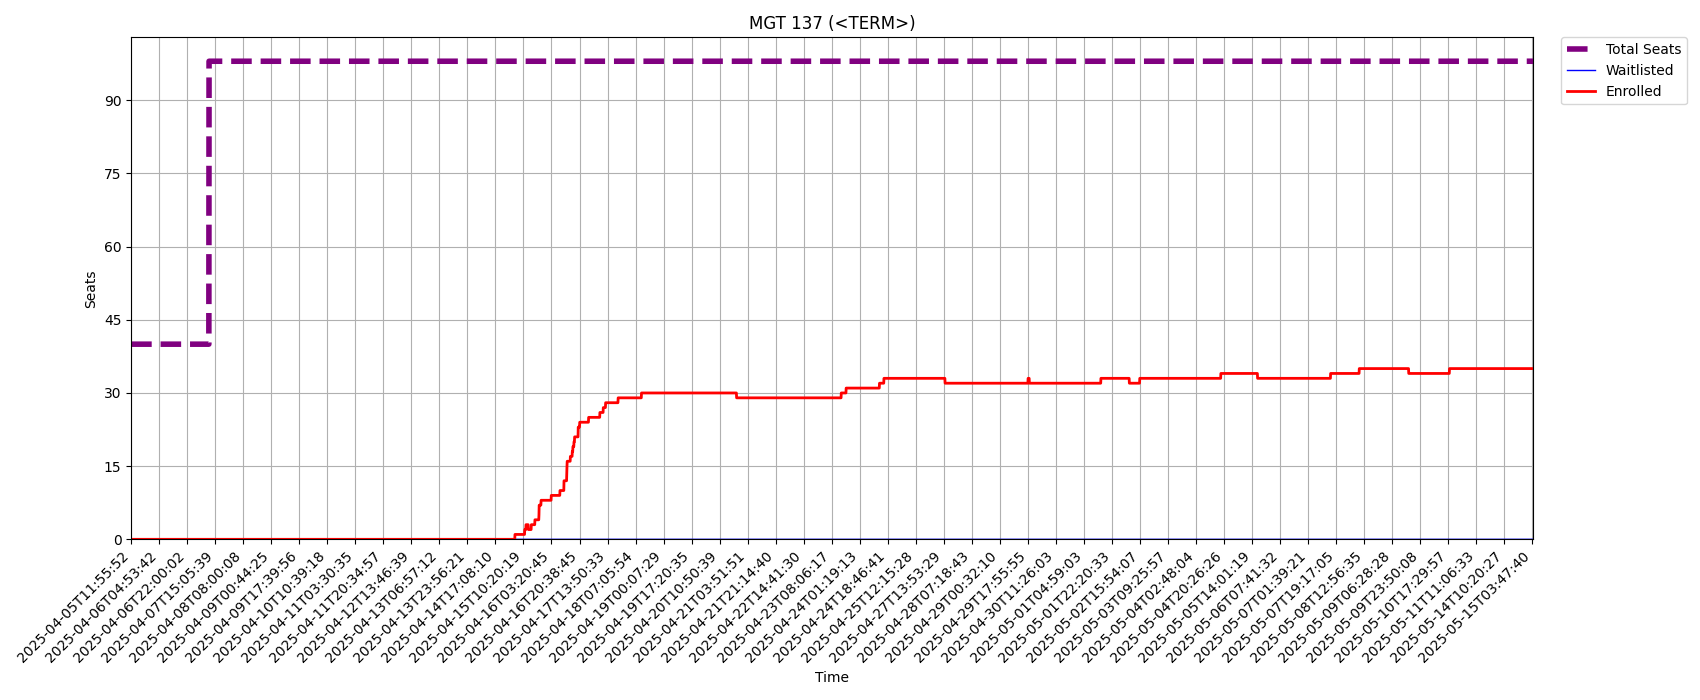 MGT 137 (<TERM>)
Total Seats
Waitlisted
Enrolled
90
75
60
45
30
15
0
Seats
2025-04-05T11:55:52
2025-04-06T04:53:42
2025-04-06T22:00:02
2025-04-07T15:05:39
2025-04-08T08:00:08
2025-04-09T00:44:25
2025-04-09T17:39:56
2025-04-10T10:39:18
2025-04-11T03:30:35
2025-04-11T20:34:57
2025-04-12T13:46:39
2025-04-13T06:57:12
2025-04-13T23:56:21
2025-04-14T17:08:10
2025-04-15T10:20:19
2025-04-16T03:20:45
2025-04-16T20:38:45
2025-04-17T13:50:33
2025-04-18T07:05:54
2025-04-19T00:07:29
2025-04-19T17:20:35
2025-04-20T10:50:39
2025-04-21T03:51:51
2025-04-21T21:14:40
2025-04-22T14:41:30
2025-04-23T08:06:17
2025-04-24T01:19:13
2025-04-24T18:46:41
2025-04-25T12:15:28
2025-04-27T13:53:29
2025-04-28T07:18:43
2025-04-29T00:32:10
2025-04-29T17:55:55
2025-04-30T11:26:03
2025-05-01T04:59:03
2025-05-01T22:20:33
2025-05-02T15:54:07
2025-05-03T09:25:57
2025-05-04T02:48:04
2025-05-04T20:26:26
2025-05-05T14:01:19
2025-05-06T07:41:32
2025-05-07T01:39:21
2025-05-07T19:17:05
2025-05-08T12:56:35
2025-05-09T06:28:28
2025-05-09T23:50:08
2025-05-10T17:29:57
2025-05-11T11:06:33
2025-05-14T10:20:27
2025-05-15T03:47:40
Time